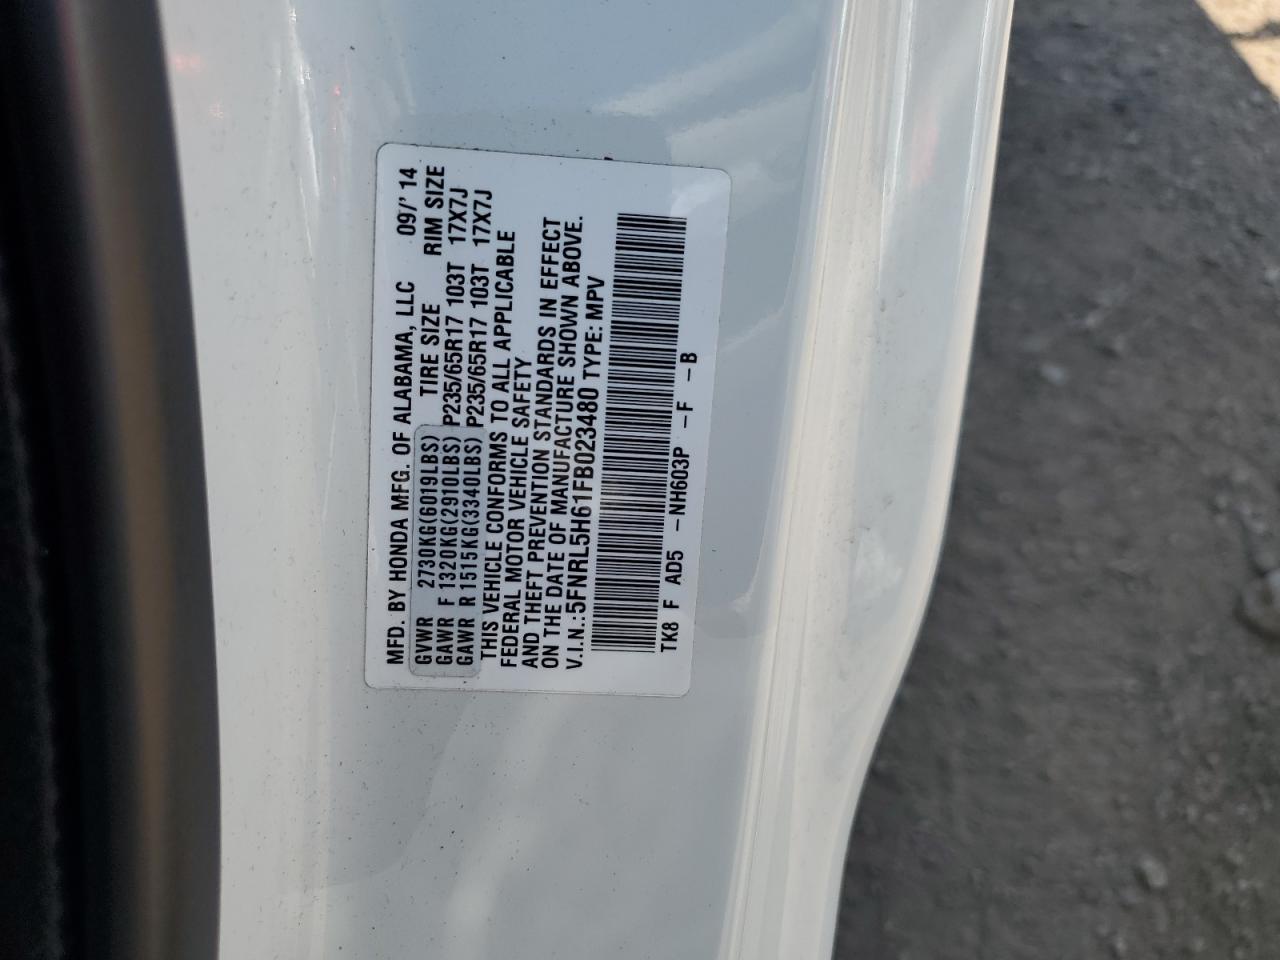 MFD. BY HONDA MFG. OF ALABAMA, LLC 09/'14
GVWR 2730KG(6019LBS) TIRE SIZE RIM SIZE
GAWR F 1320KG(2910LBS) P235/65R17 103T 17X7J
GAWR R 1515KG(3340LBS) P235/65R17 103T 17X7J
THIS VEHICLE CONFORMS TO ALL APPLICABLE
FEDERAL MOTOR VEHICLE SAFETY
AND THEFT PREVENTION STANDARDS IN EFFECT
ON THE DATE OF MANUFACTURE SHOWN ABOVE.
V.I.N.:5FNRL5H61FB023480 TYPE: MPV
TK8 F AD5 -NH603P -F -B